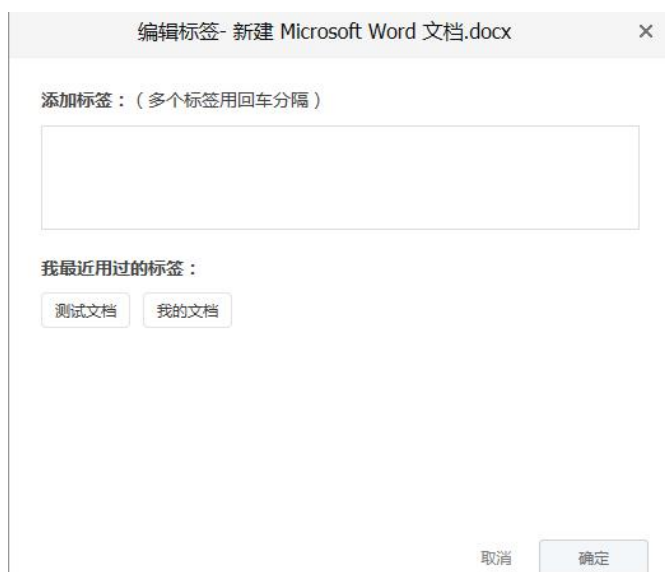 编辑标签- 新建 Microsoft Word 文档.docx
添加标签：（多个标签用回车分隔）
我最近用过的标签：
测试文档 我的文档
取消 确定